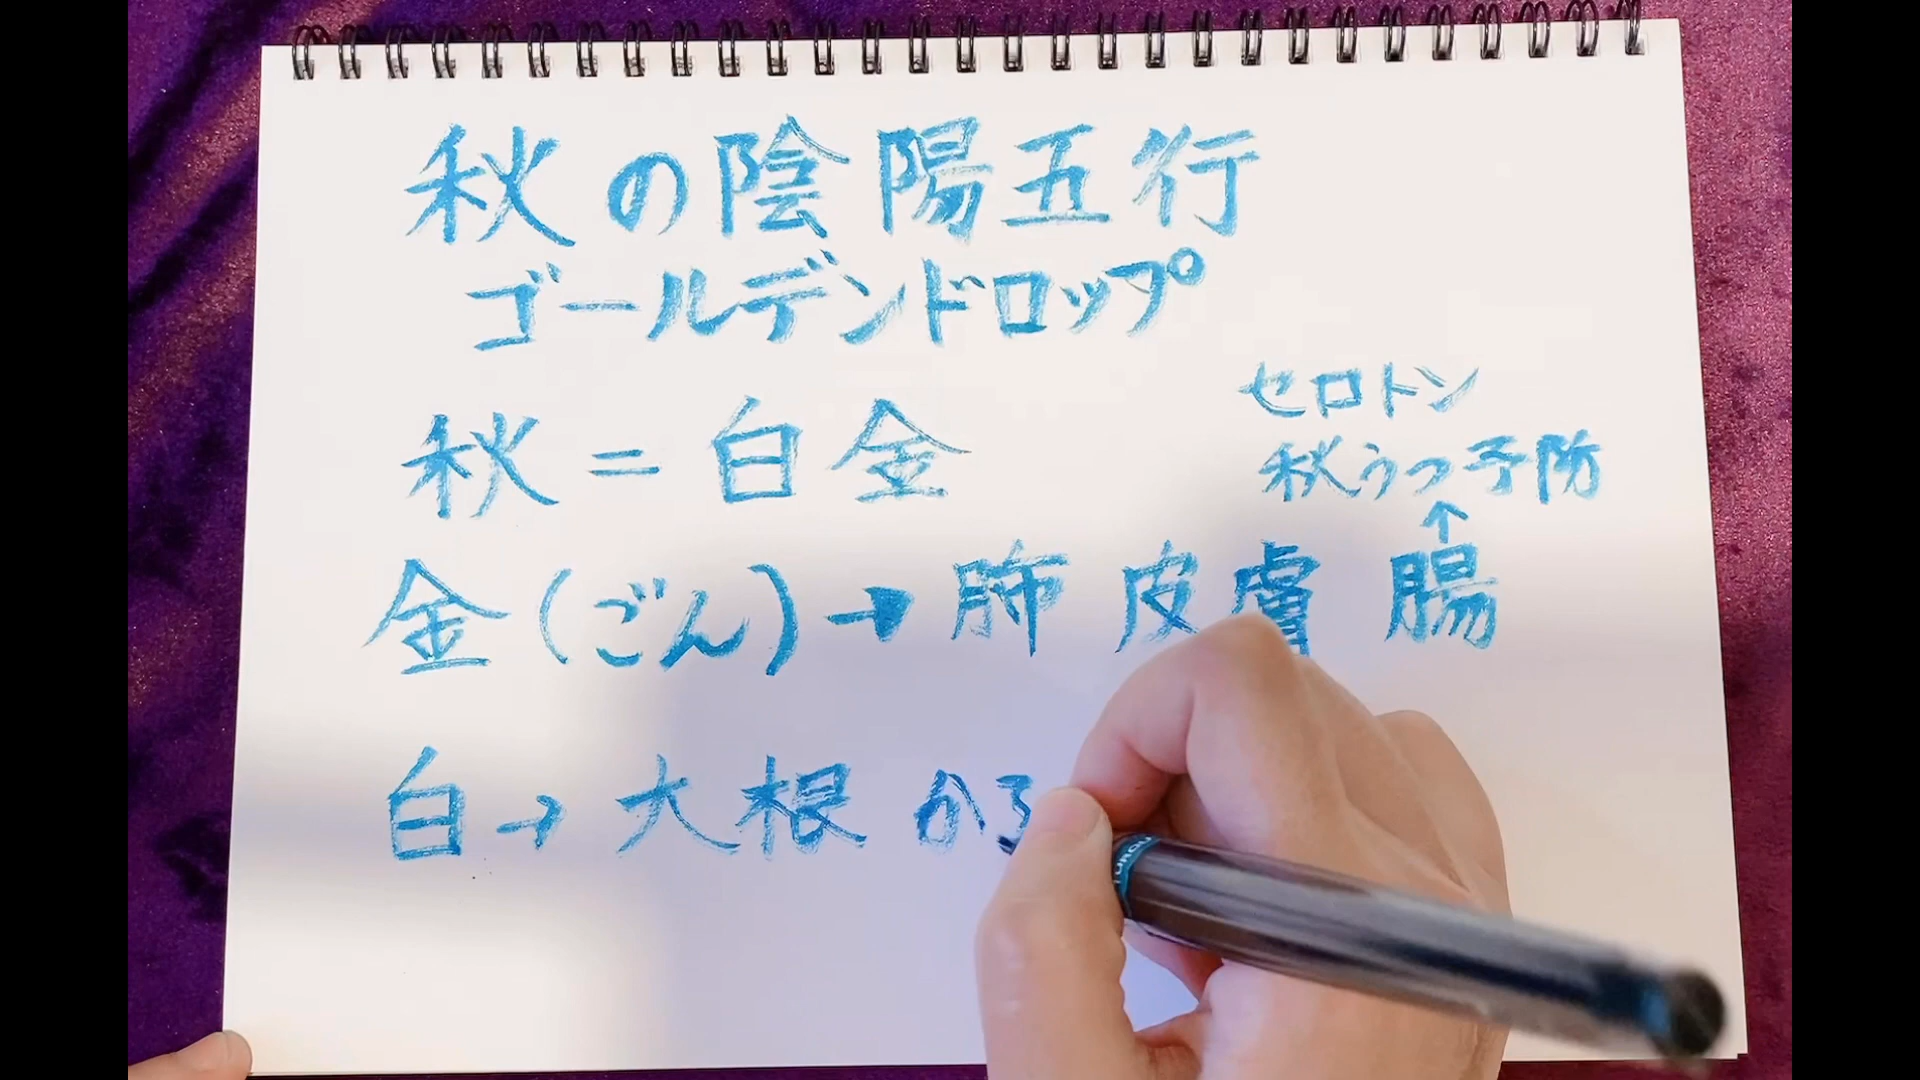 秋の陰陽五行
ゴールデンドロップ
秋=白金
セロトン
秋うつ予防
↑
金(ごん)→肺 皮膚 腸
白→大根 か